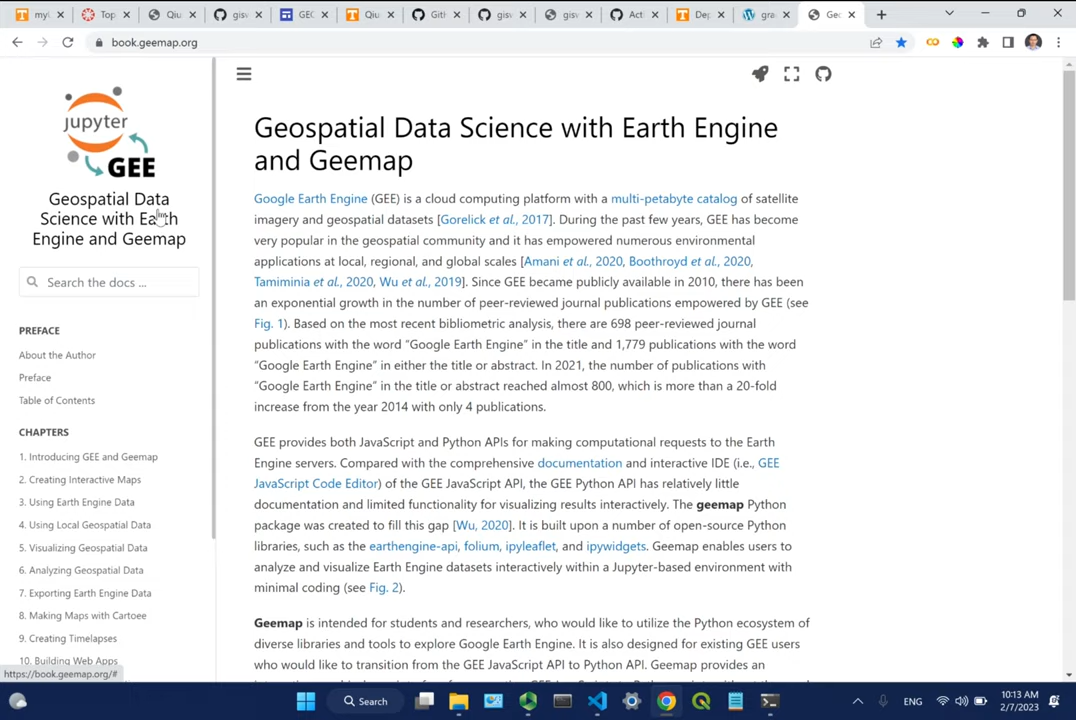 my
Top
Qiu
gisw
GEC
Qiu
Gith
gisw
gisw
Acti
Dep
gra
Geo
book.geemap.org
jupyter
GEE
Geospatial Data
Science with Earth
Engine and Geemap
Search the docs ...
PREFACE
About the Author
Preface
Table of Contents
CHAPTERS
1. Introducing GEE and Geemap
2. Creating Interactive Maps
3. Using Earth Engine Data
4. Using Local Geospatial Data
5. Visualizing Geospatial Data
6. Analyzing Geospatial Data
7. Exporting Earth Engine Data
8. Making Maps with Cartoee
9. Creating Timelapses
10. Building Web Apps
https://book.geemap.org/#
Geospatial Data Science with Earth Engine
and Geemap
Google Earth Engine (GEE) is a cloud computing platform with a multi-petabyte catalog of satellite
imagery and geospatial datasets [Gorelick et al., 2017]. During the past few years, GEE has become
very popular in the geospatial community and it has empowered numerous environmental
applications at local, regional, and global scales [Amani et al., 2020, Boothroyd et al., 2020,
Tamiminia et al., 2020, Wu et al., 2019]. Since GEE became publicly available in 2010, there has been
an exponential growth in the number of peer-reviewed journal publications empowered by GEE (see
Fig. 1). Based on the most recent bibliometric analysis, there are 698 peer-reviewed journal
publications with the word “Google Earth Engine” in the title and 1,779 publications with the word
“Google Earth Engine” in either the title or abstract. In 2021, the number of publications with
“Google Earth Engine” in the title or abstract reached almost 800, which is more than a 20-fold
increase from the year 2014 with only 4 publications.
GEE provides both JavaScript and Python APIs for making computational requests to the Earth
Engine servers. Compared with the comprehensive documentation and interactive IDE (i.e., GEE
JavaScript Code Editor) of the GEE JavaScript API, the GEE Python API has relatively little
documentation and limited functionality for visualizing results interactively. The geemap Python
package was created to fill this gap [Wu, 2020]. It is built upon a number of open-source Python
libraries, such as the earthengine-api, folium, ipyleaflet, and ipywidgets. Geemap enables users to
analyze and visualize Earth Engine datasets interactively within a Jupyter-based environment with
minimal coding (see Fig. 2).
Geemap is intended for students and researchers, who would like to utilize the Python ecosystem of
diverse libraries and tools to explore Google Earth Engine. It is also designed for existing GEE users
who would like to transition from the GEE JavaScript API to Python API. Geemap provides an
Search
ENG
10:13 AM
2/7/2023